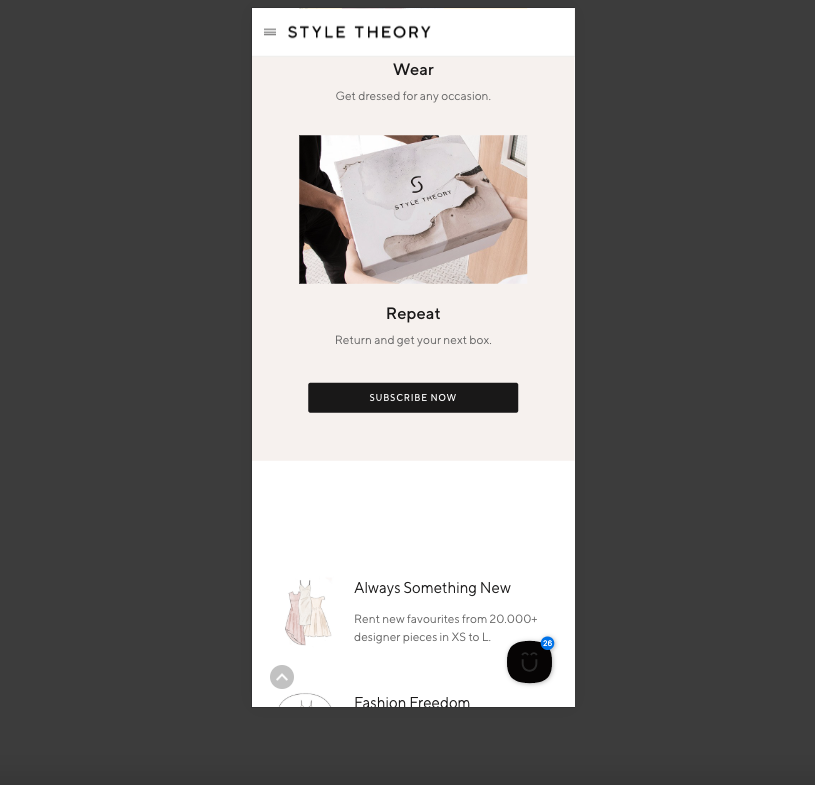 STYLE THEORY
Wear
Get dressed for any occasion.
STYLE THEORY
Repeat
Return and get your next box.
SUBSCRIBE NOW
Always Something New
Rent new favourites from 20,000+
designer pieces in XS to L.
26
Fashion Freedom